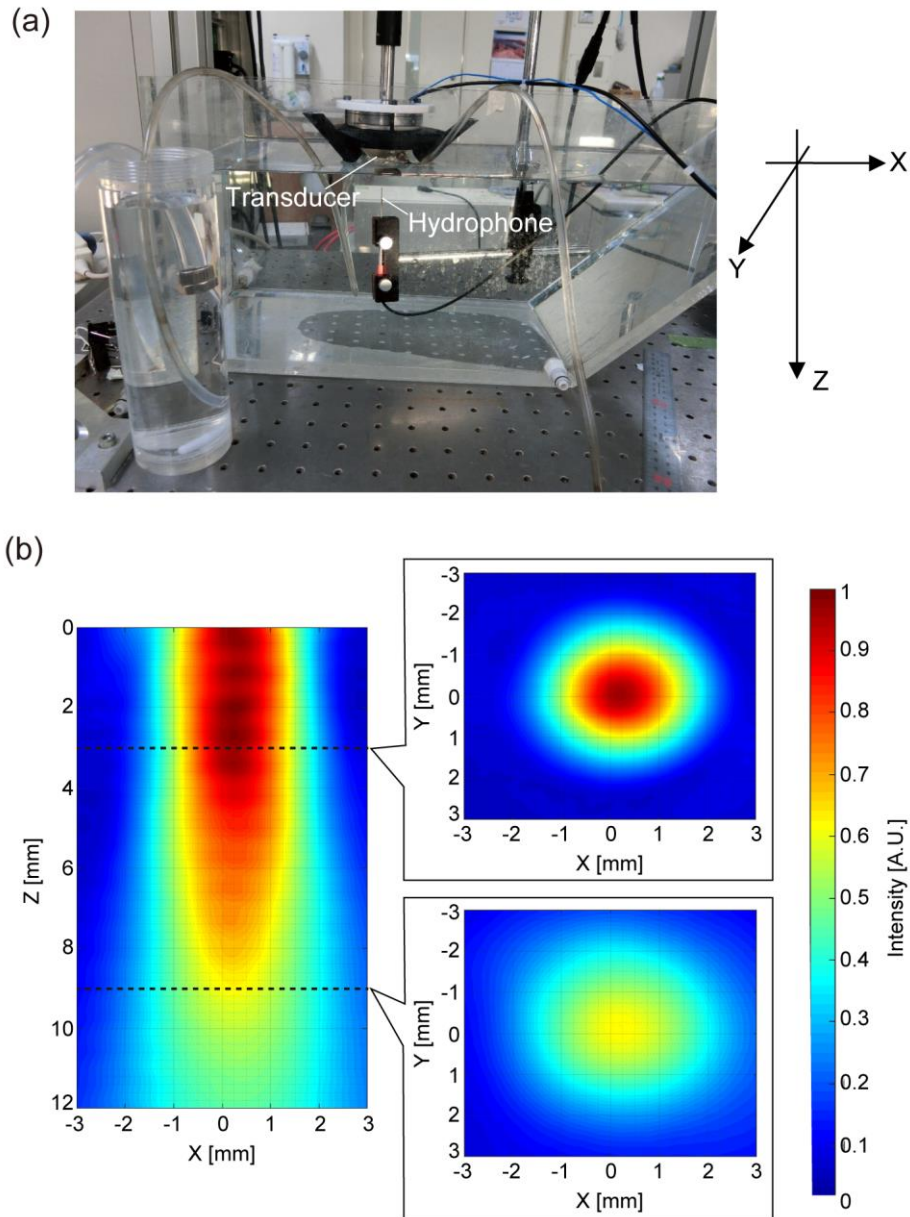 (a)
Transducer
Hydrophone
X
Y
Z
(b)
0
2
4
6
8
10
12
Z [mm]
-3 -2 -1 0 1 2 3
X [mm]
-3
-2
-1
0
1
2
3
Y [mm]
-3 -2 -1 0 1 2 3
X [mm]
-3
-2
-1
0
1
2
3
Y [mm]
-3 -2 -1 0 1 2 3
X [mm]
1
0.9
0.8
0.7
0.6
0.5
0.4
0.3
0.2
0.1
0
Intensity [A.U.]